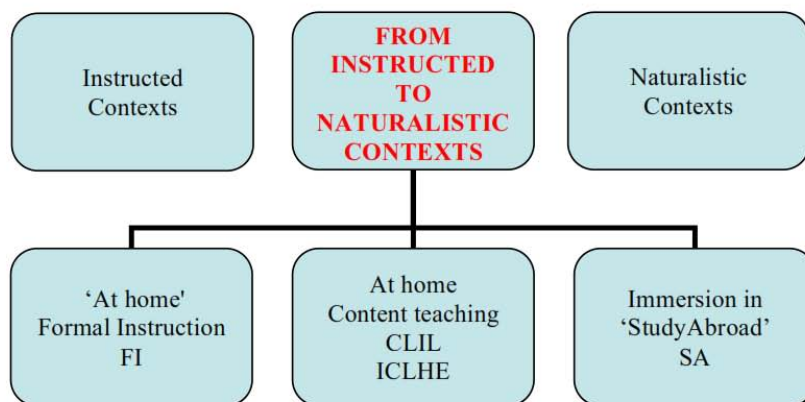 Instructed
Contexts
FROM
INSTRUCTED
TO
NATURALISTIC
CONTEXTS
Naturalistic
Contexts
‘At home'
Formal Instruction
FI
At home
Content teaching
CLIL
ICLHE
Immersion in
‘StudyAbroad’
SA